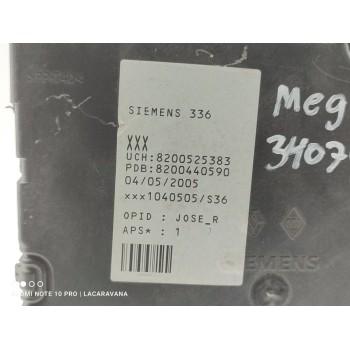 SIEMENS 336
XXX
UCH:8200525383
PDB:8200440590
04/05/2005
xxx1040505/S36
OPID : JOSE_R
APS* : 1
Meg
3407
SIEMENS
MI NOTE 10 PRO | LACARAVANA